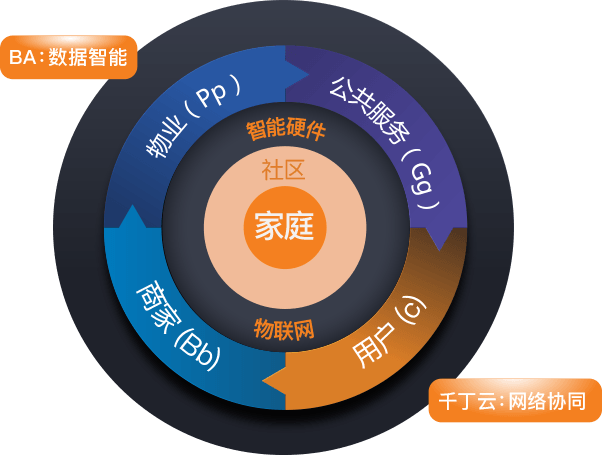 BA：数据智能
物业（Pp）
公共服务（Gg）
智能硬件
社区
家庭
物联网
商家 (Bb)
用户 (c)
千丁云：网络协同